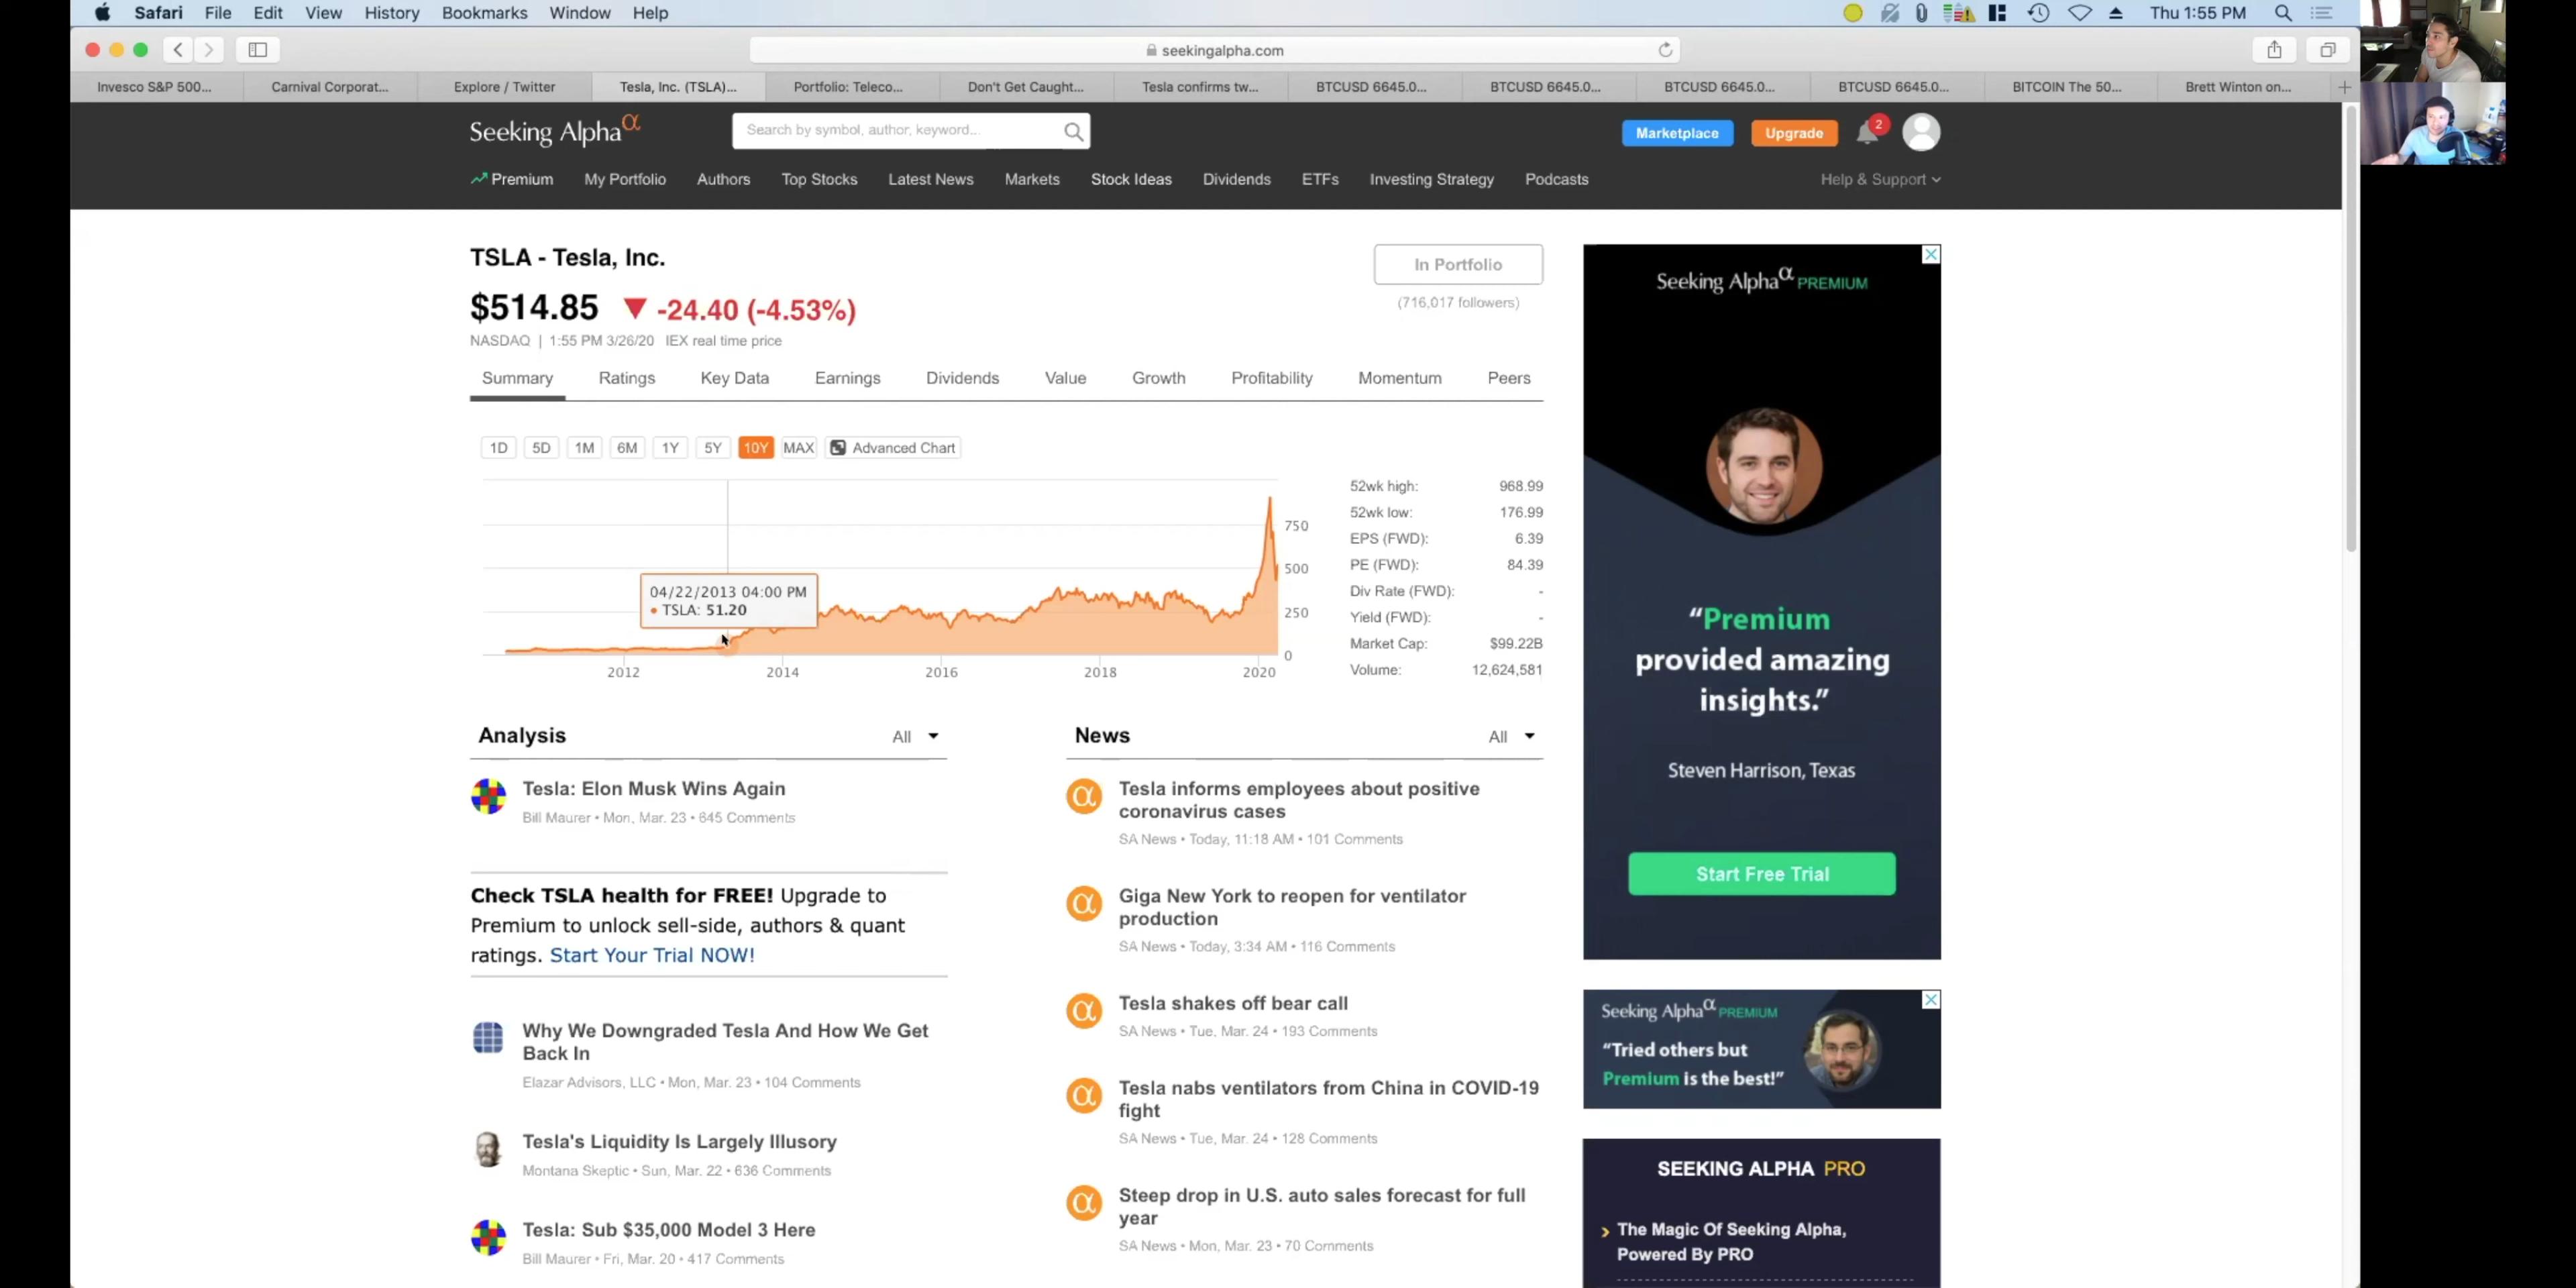 Safari File Edit View History Bookmarks Window Help
Thu 1:55 PM
seekingalpha.com
Invesco S&P 500...
Carnival Corporat...
Explore / Twitter
Tesla, Inc. (TSLA)...
Portfolio: Teleco...
Don't Get Caught...
Tesla confirms tw...
BTCUSD 6645.0...
BTCUSD 6645.0...
BTCUSD 6645.0...
BTCUSD 6645.0...
BITCOIN The 50...
Brett Winton on...
Seeking Alpha α
Search by symbol, author, keyword...
Marketplace
Upgrade
2
Premium My Portfolio Authors Top Stocks Latest News Markets Stock Ideas Dividends ETFs Investing Strategy Podcasts
Help & Support
TSLA - Tesla, Inc.
$514.85 ▼ -24.40 (-4.53%)
NASDAQ | 1:55 PM 3/26/20 IEX real time price
In Portfolio
(716,017 followers)
Summary Ratings Key Data Earnings Dividends Value Growth Profitability Momentum Peers
1D 5D 1M 6M 1Y 5Y 10Y MAX Advanced Chart
04/22/2013 04:00 PM
• TSLA: 51.20
750
500
250
0
2012 2014 2016 2018 2020
52wk high: 968.99
52wk low: 176.99
EPS (FWD): 6.39
PE (FWD): 84.39
Div Rate (FWD): -
Yield (FWD): -
Market Cap: $99.22B
Volume: 12,624,581
Analysis
All
Tesla: Elon Musk Wins Again
Bill Maurer • Mon, Mar. 23 • 645 Comments
Check TSLA health for FREE! Upgrade to
Premium to unlock sell-side, authors & quant
ratings. Start Your Trial NOW!
Why We Downgraded Tesla And How We Get
Back In
Elazar Advisors, LLC • Mon, Mar. 23 • 104 Comments
Tesla's Liquidity Is Largely Illusory
Montana Skeptic • Sun, Mar. 22 • 636 Comments
Tesla: Sub $35,000 Model 3 Here
Bill Maurer • Fri, Mar. 20 • 417 Comments
News
All
Tesla informs employees about positive
coronavirus cases
SA News • Today, 11:18 AM • 101 Comments
Giga New York to reopen for ventilator
production
SA News • Today, 3:34 AM • 116 Comments
Tesla shakes off bear call
SA News • Tue, Mar. 24 • 193 Comments
Tesla nabs ventilators from China in COVID-19
fight
SA News • Tue, Mar. 24 • 128 Comments
Steep drop in U.S. auto sales forecast for full
year
SA News • Mon, Mar. 23 • 70 Comments
Seeking Alpha α PREMIUM
“Premium
provided amazing
insights.”
Steven Harrison, Texas
Start Free Trial
Seeking Alpha α PREMIUM
“Tried others but
Premium is the best!”
SEEKING ALPHA PRO
The Magic Of Seeking Alpha,
Powered By PRO